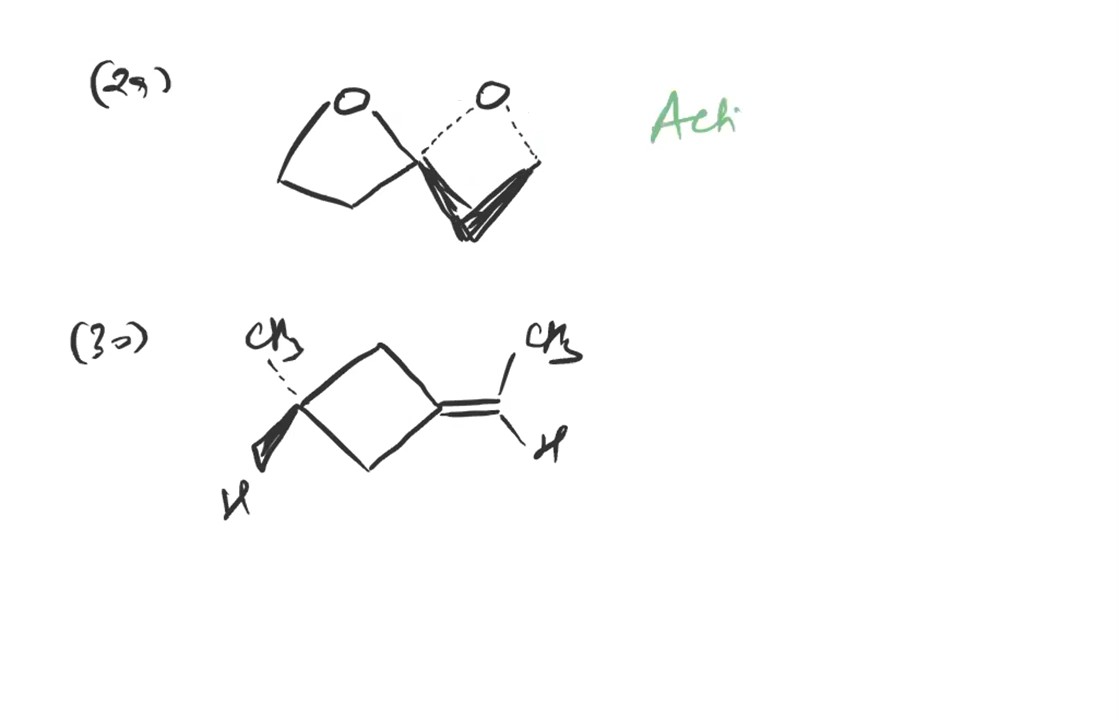 (29)
O O
Achi
(30)
CH3 CH3
H
H